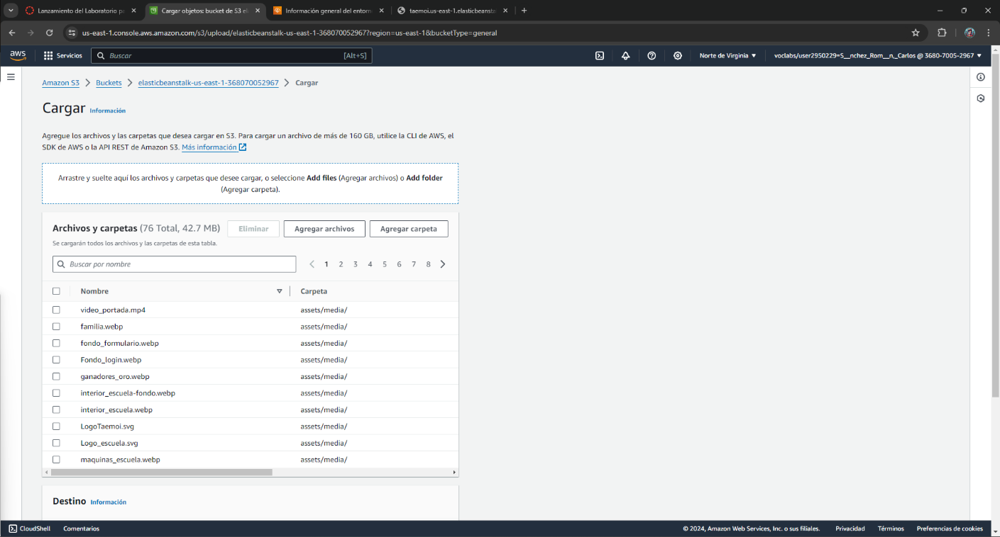 Lanzamiento del Laboratorio pa
Cargar objetos: bucket de S3 el
Información general del entorn
taemoi.us-east-1.elasticbeansta
us-east-1.console.aws.amazon.com/s3/upload/elasticbeanstalk-us-east-1-368070052967?region=us-east-1&bucketType=general
aws
Servicios
Buscar
[Alt+S]
Norte de Virginia
voclabs/user2950229=S__nchez_Rom__n,_Carlos @ 3680-7005-2967
Amazon S3
Buckets
elasticbeanstalk-us-east-1-368070052967
Cargar
Cargar Información
Agregue los archivos y las carpetas que desea cargar en S3. Para cargar un archivo de más de 160 GB, utilice la CLI de AWS, el
SDK de AWS o la API REST de Amazon S3. Más información
Arrastre y suelte aquí los archivos y carpetas que desee cargar, o seleccione Add files (Agregar archivos) o Add folder
(Agregar carpeta).
Archivos y carpetas (76 Total, 42.7 MB)
Eliminar
Agregar archivos
Agregar carpeta
Se cargarán todos los archivos y las carpetas de esta tabla.
Buscar por nombre
1 2 3 4 5 6 7 8
Nombre Carpeta
video_portada.mp4 assets/media/
familia.webp assets/media/
fondo_formulario.webp assets/media/
Fondo_login.webp assets/media/
ganadores_oro.webp assets/media/
interior_escuela-fondo.webp assets/media/
interior_escuela.webp assets/media/
LogoTaemoi.svg assets/media/
Logo_escuela.svg assets/media/
maquinas_escuela.webp assets/media/
Destino Información
CloudShell
Comentarios
© 2024, Amazon Web Services, Inc. o sus filiales.
Privacidad
Términos
Preferencias de cookies